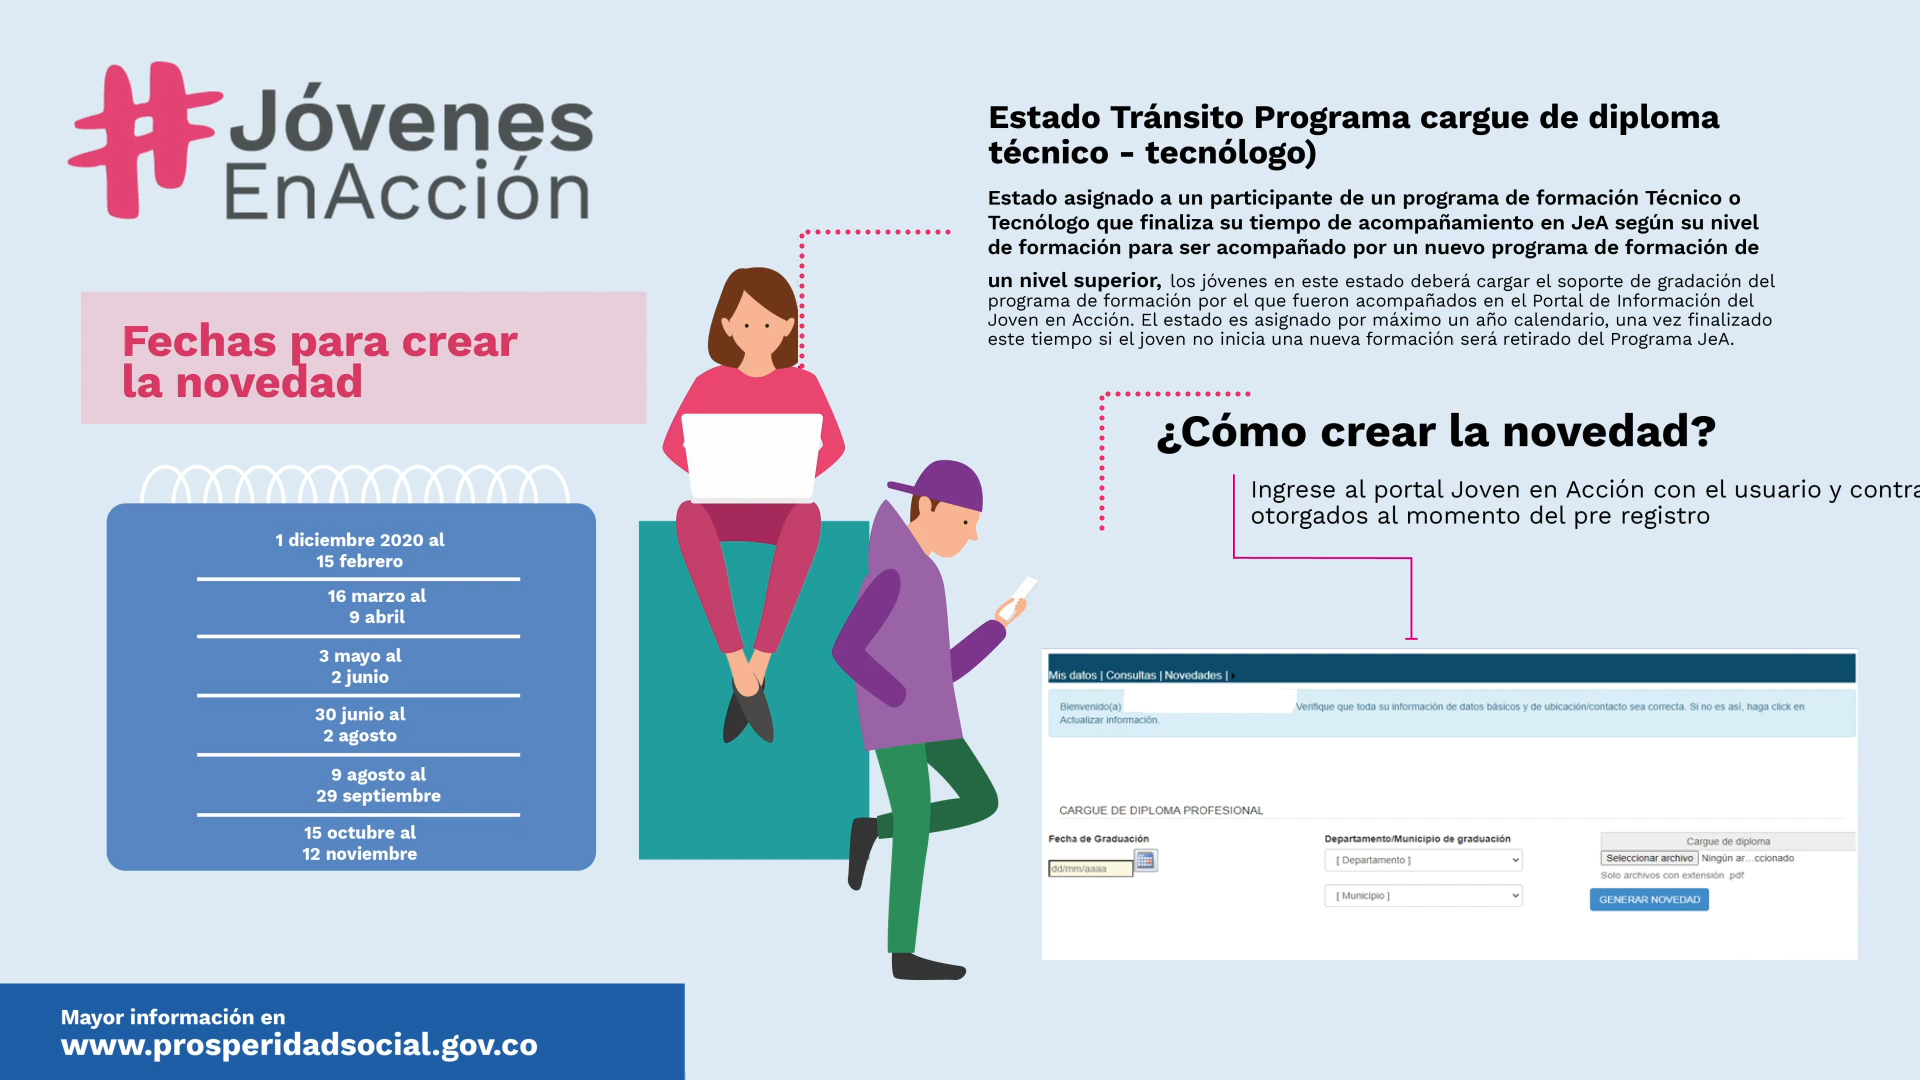 #Jóvenes
EnAcción
Fechas para crear
la novedad
1 diciembre 2020 al
15 febrero
16 marzo al
9 abril
3 mayo al
2 junio
30 junio al
2 agosto
9 agosto al
29 septiembre
15 octubre al
12 noviembre
Mayor información en
www.prosperidadsocial.gov.co
Estado Tránsito Programa cargue de diploma
técnico - tecnólogo)
Estado asignado a un participante de un programa de formación Técnico o
Tecnólogo que finaliza su tiempo de acompañamiento en JeA según su nivel
de formación para ser acompañado por un nuevo programa de formación de
un nivel superior, los jóvenes en este estado deberá cargar el soporte de gradación del
programa de formación por el que fueron acompañados en el Portal de Información del
Joven en Acción. El estado es asignado por máximo un año calendario, una vez finalizado
este tiempo si el joven no inicia una nueva formación será retirado del Programa JeA.
¿Cómo crear la novedad?
Ingrese al portal Joven en Acción con el usuario y contra
otorgados al momento del pre registro
Mis datos | Consultas | Novedades |
Bienvenido(a) Verifique que toda su información de datos básicos y de ubicación/contacto sea correcta. Si no es así, haga click en
Actualizar información.
CARGUE DE DIPLOMA PROFESIONAL
Fecha de Graduación
dd/mm/aaaa
Departamento/Municipio de graduación
[ Departamento ]
[ Municipio ]
Cargue de diploma
Seleccionar archivo Ningún ar...ccionado
Solo archivos con extensión .pdf
GENERAR NOVEDAD